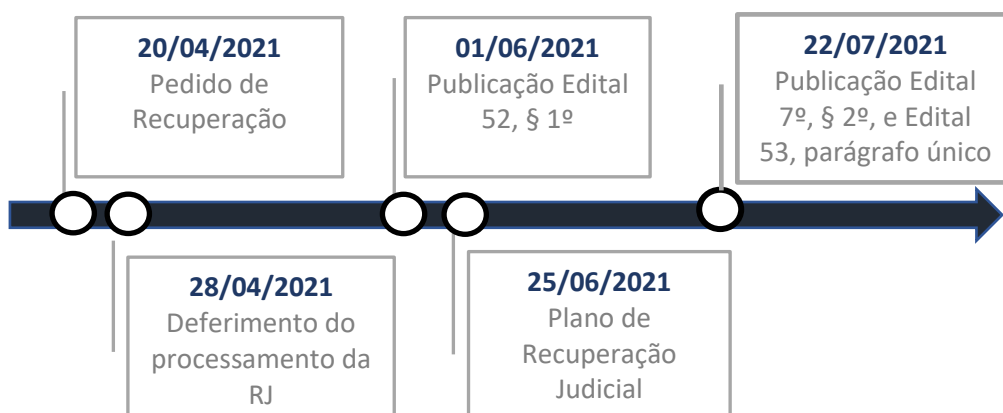 20/04/2021
Pedido de
Recuperação
01/06/2021
Publicação Edital
52, § 1º
22/07/2021
Publicação Edital
7º, § 2º, e Edital
53, parágrafo único
28/04/2021
Deferimento do
processamento da
RJ
25/06/2021
Plano de
Recuperação
Judicial